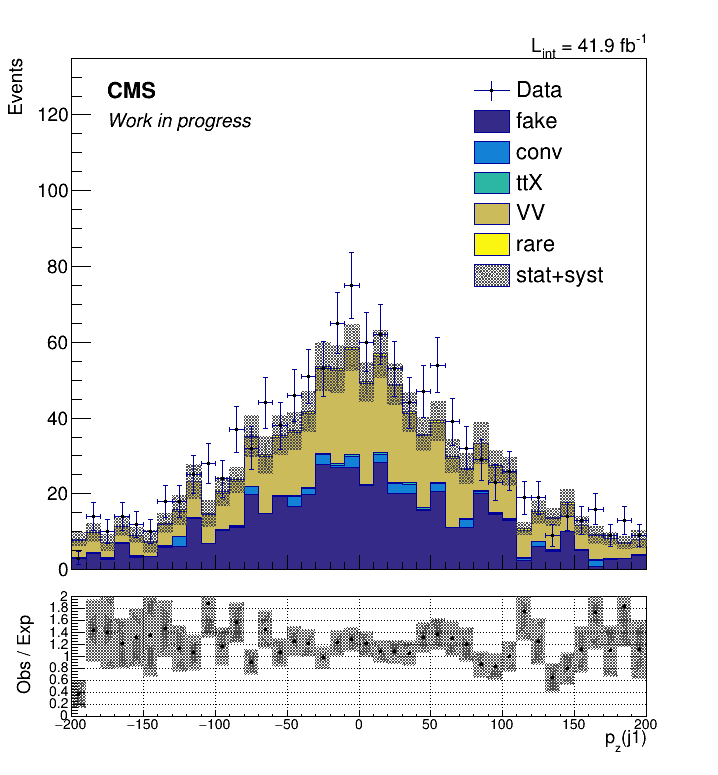 L_int = 41.9 fb^-1
Events
CMS
Work in progress
Data
fake
conv
ttX
VV
rare
stat+syst
120
100
80
60
40
20
0
Obs / Exp
2
1.8
1.6
1.4
1.2
1
0.8
0.6
0.4
0.2
0
−200 −150 −100 −50 0 50 100 150 200
p_z(j1)